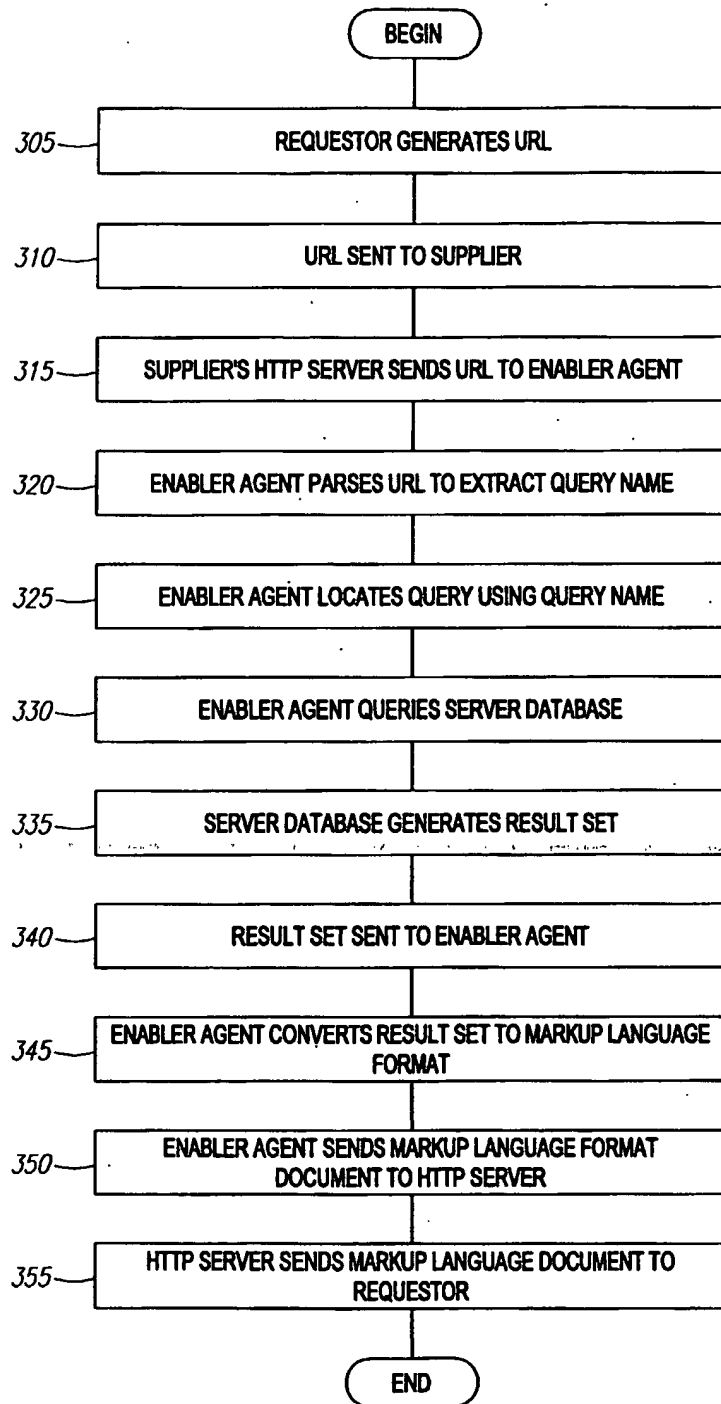 BEGIN
305
REQUESTOR GENERATES URL
310
URL SENT TO SUPPLIER
315
SUPPLIER'S HTTP SERVER SENDS URL TO ENABLER AGENT
320
ENABLER AGENT PARSES URL TO EXTRACT QUERY NAME
325
ENABLER AGENT LOCATES QUERY USING QUERY NAME
330
ENABLER AGENT QUERIES SERVER DATABASE
335
SERVER DATABASE GENERATES RESULT SET
340
RESULT SET SENT TO ENABLER AGENT
345
ENABLER AGENT CONVERTS RESULT SET TO MARKUP LANGUAGE
FORMAT
350
ENABLER AGENT SENDS MARKUP LANGUAGE FORMAT
DOCUMENT TO HTTP SERVER
355
HTTP SERVER SENDS MARKUP LANGUAGE DOCUMENT TO
REQUESTOR
END